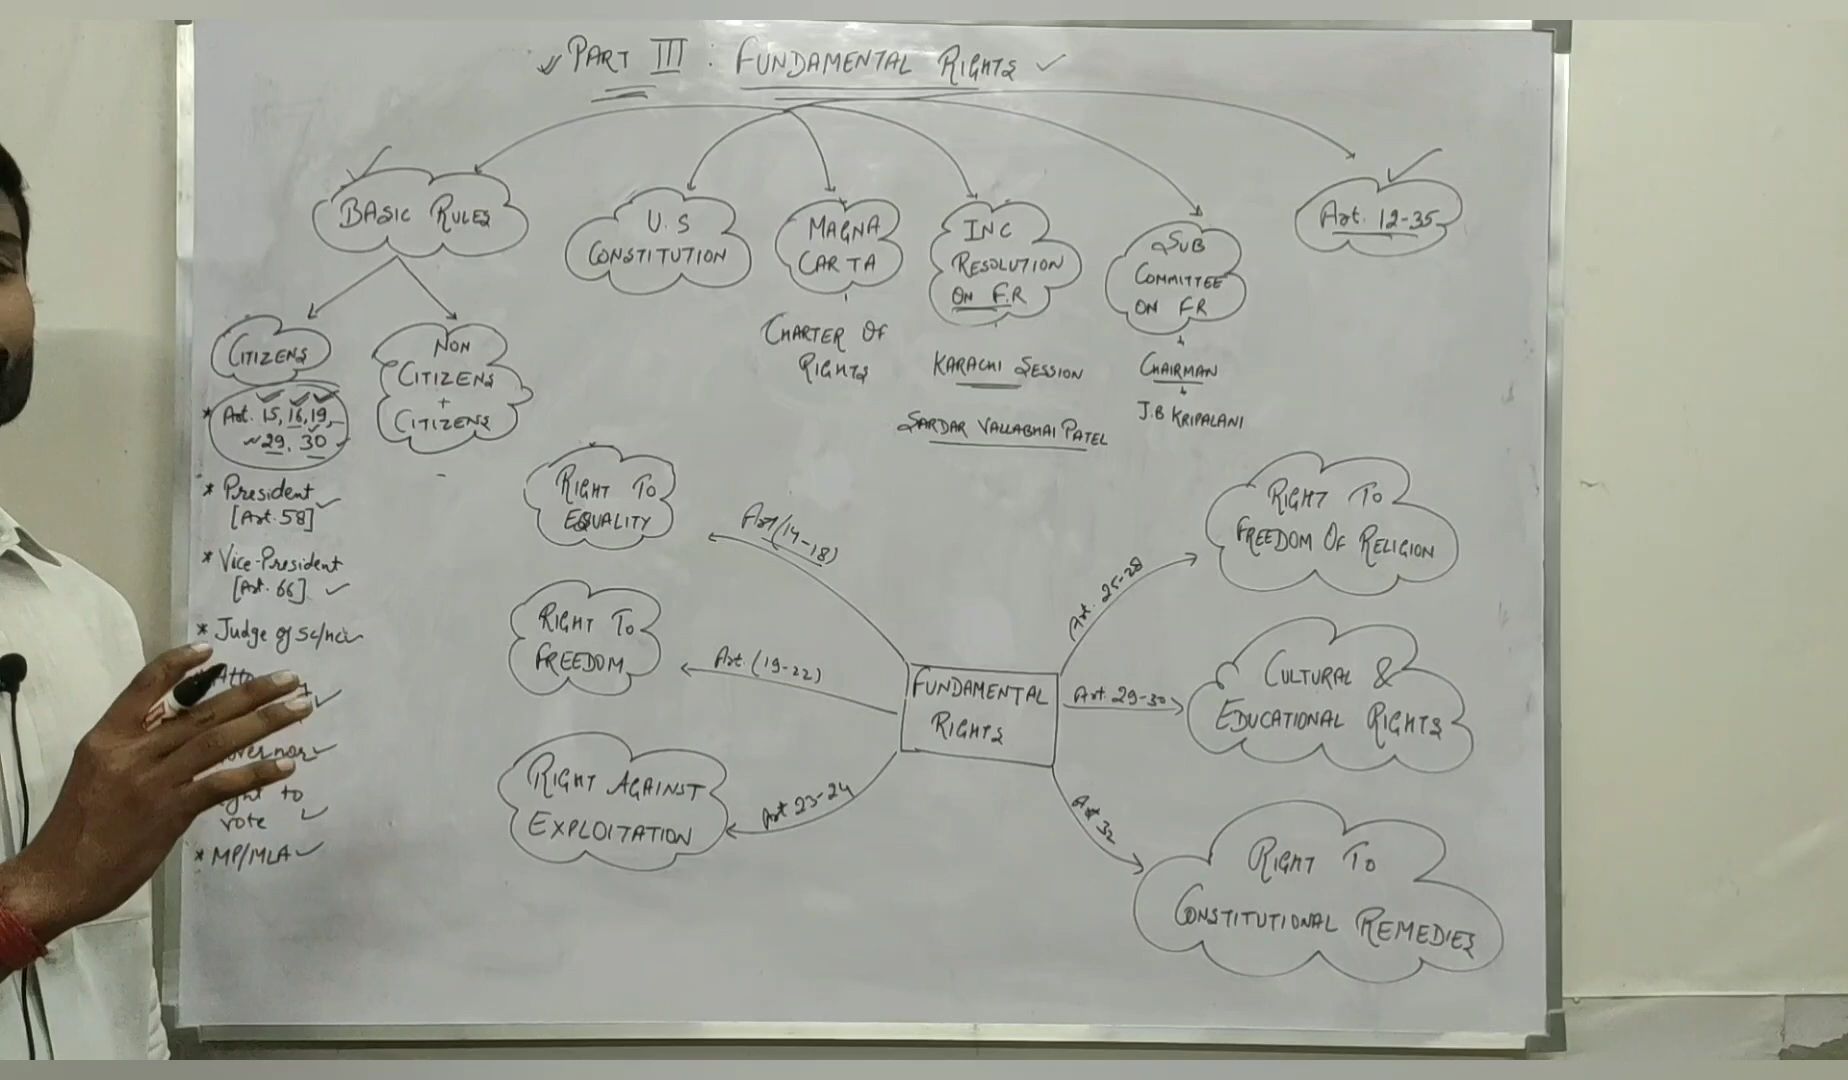 PART III : FUNDAMENTAL RIGHTS
BASIC RULES
U.S
CONSTITUTION
MAGNA
CARTA
CHARTER OF
RIGHTS
INC
RESOLUTION
ON F.R
KARACHI SESSION
SARDAR VALLABHAI PATEL
SUB
COMMITTEE
ON FR
CHAIRMAN
J.B KRIPALANI
Art. 12-35
CITIZENS
* Art. 15, 16, 19,
29, 30
NON
CITIZENS
+
CITIZENS
* President
[Art. 58]
* Vice-President
[Art. 66]
* Judge of SC/HC
to
vote
* MP/MLA
RIGHT TO
EQUALITY
Art (14-18)
RIGHT TO
FREEDOM
Art. (19-22)
RIGHT AGAINST
EXPLOITATION
Art 23-24
FUNDAMENTAL
RIGHTS
Art. 25-28
RIGHT TO
FREEDOM OF RELIGION
Art. 29-30
CULTURAL &
EDUCATIONAL RIGHTS
Art 32
RIGHT TO
CONSTITUTIONAL REMEDIES